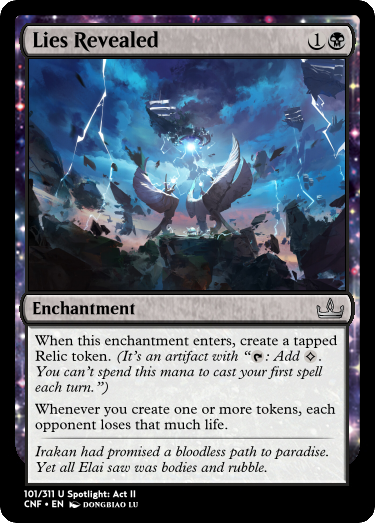 Lies Revealed 1
Enchantment
When this enchantment enters, create a tapped
Relic token. (It's an artifact with “: Add .
You can't spend this mana to cast your first spell
each turn.”)
Whenever you create one or more tokens, each
opponent loses that much life.
Irakan had promised a bloodless path to paradise.
Yet all Elai saw was bodies and rubble.
101/311 U Spotlight: Act II
CNF • EN DONGBIAO LU